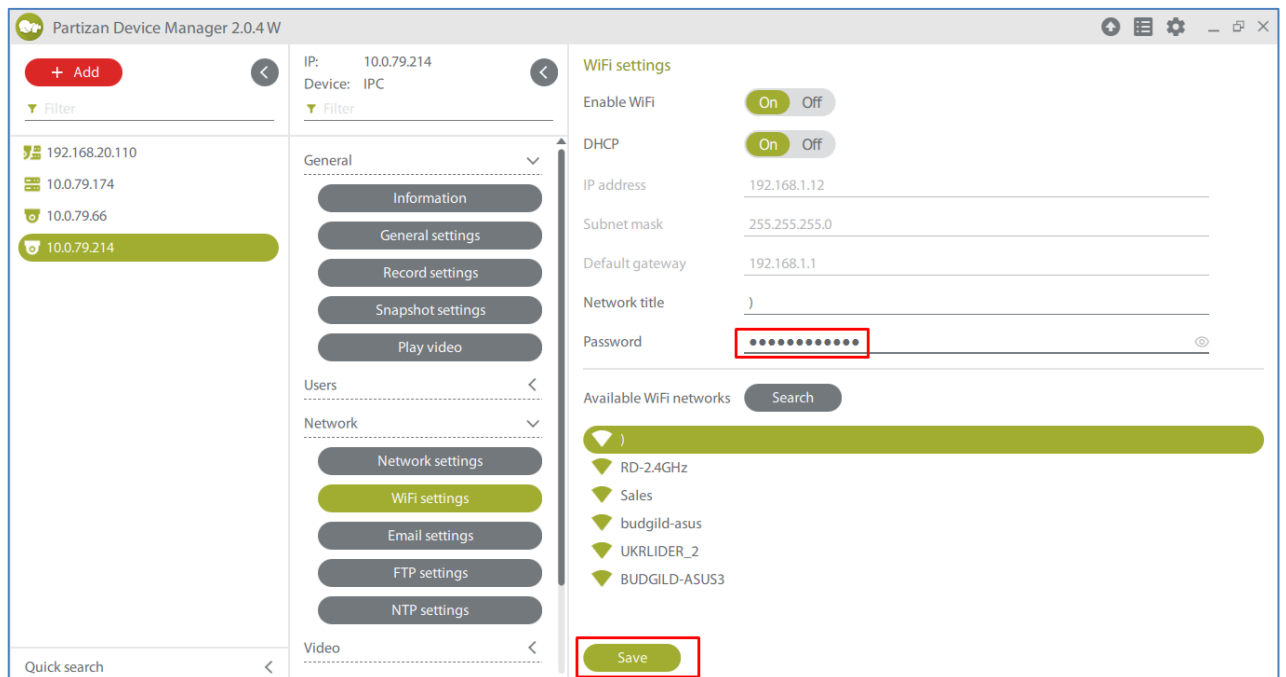 Partizan Device Manager 2.0.4 W
+ Add
Filter
192.168.20.110
10.0.79.174
10.0.79.66
10.0.79.214
Quick search
IP: 10.0.79.214
Device: IPC
Filter
General
Information
General settings
Record settings
Snapshot settings
Play video
Users
Network
Network settings
WiFi settings
Email settings
FTP settings
NTP settings
Video
WiFi settings
Enable WiFi On Off
DHCP On Off
IP address 192.168.1.12
Subnet mask 255.255.255.0
Default gateway 192.168.1.1
Network title )
Password ●●●●●●●●●●●●
Available WiFi networks Search
)
RD-2.4GHz
Sales
budgild-asus
UKRLIDER_2
BUDGILD-ASUS3
Save